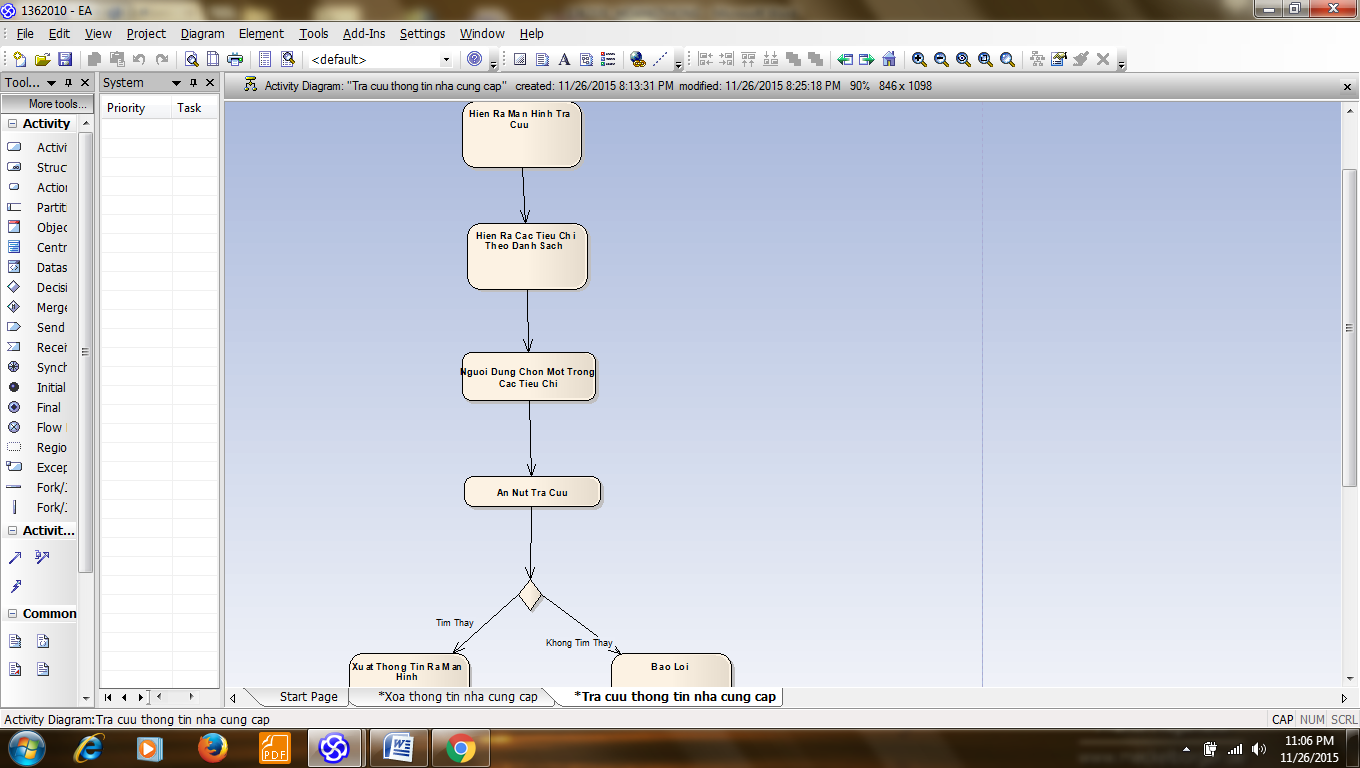 1362010 - EA
File Edit View Project Diagram Element Tools Add-Ins Settings Window Help
<default>
Tool...
System
Activity Diagram: "Tra cuu thong tin nha cung cap" created: 11/26/2015 8:13:31 PM modified: 11/26/2015 8:25:18 PM 90% 846 x 1098
More tools...
Priority Task
Activity
Activi
Struc
Action
Partiti
Objec
Centr
Datas
Decisi
Merge
Send
Recei
Synch
Initial
Final
Flow
Regio
Excep
Fork/J
Fork/J
Activit...
Common
Hien Ra Man Hinh Tra
Cuu
Hien Ra Cac Tieu Chi
Theo Danh Sach
Nguoi Dung Chon Mot Trong
Cac Tieu Chi
An Nut Tra Cuu
Tim Thay
Khong Tim Thay
Xuat Thong Tin Ra Man
Hinh
Bao Loi
Start Page
*Xoa thong tin nha cung cap
*Tra cuu thong tin nha cung cap
Activity Diagram:Tra cuu thong tin nha cung cap
CAP NUM SCRL
PDF
11:06 PM
11/26/2015